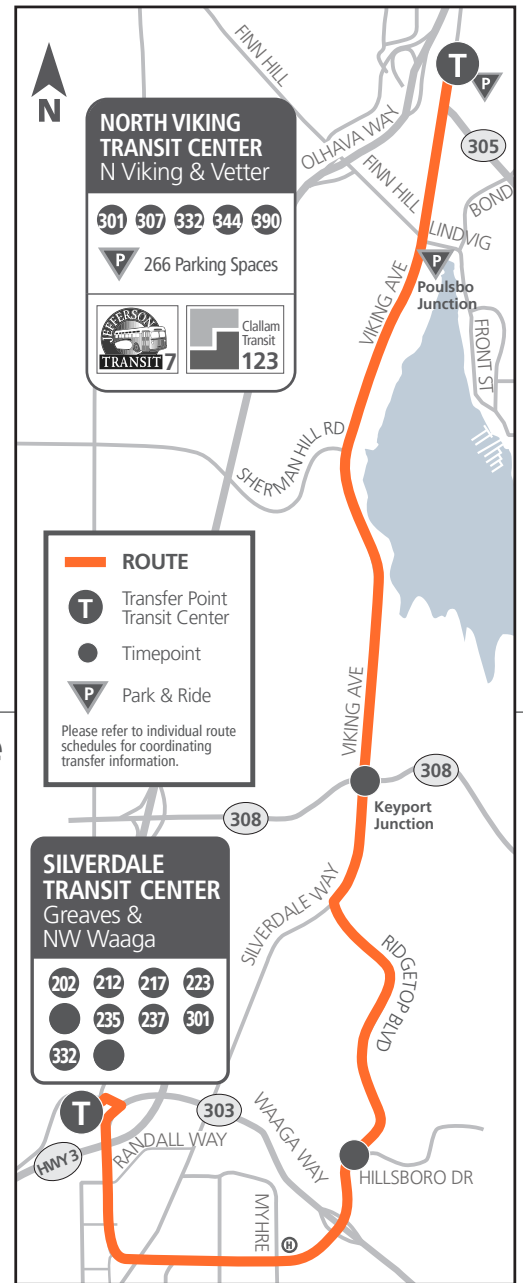 N
FINN HILL
T
P
NORTH VIKING
TRANSIT CENTER
N Viking & Vetter
301 307 332 344 390
P 266 Parking Spaces
JEFFERSON
TRANSIT 7
Clallam
Transit
123
OLHAVA WAY
305
FINN HILL
BOND
LINDVIG
P
Poulsbo
Junction
VIKING AVE
FRONT ST
SHERMAN HILL RD
ROUTE
T Transfer Point
Transit Center
Timepoint
P Park & Ride
Please refer to individual route
schedules for coordinating
transfer information.
e
VIKING AVE
308
308
Keyport
Junction
SILVERDALE
TRANSIT CENTER
Greaves &
NW Waaga
202 212 217 223
235 237 301
332
SILVERDALE WAY
RIDGETOP BLVD
T
303
HWY 3
RANDALL WAY
WAAGA WAY
HILLSBORO DR
MYHRE
H